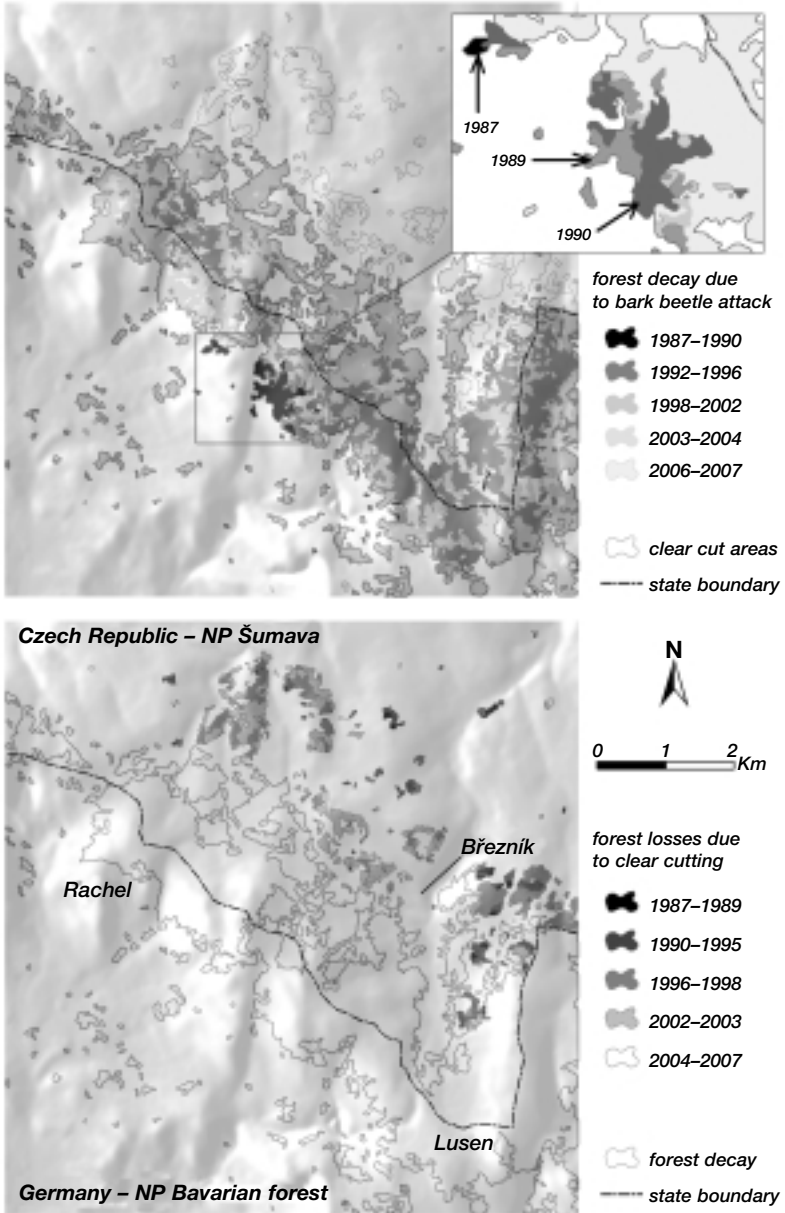 1987
1989
1990
forest decay due
to bark beetle attack
1987–1990
1992–1996
1998–2002
2003–2004
2006–2007
clear cut areas
state boundary
Czech Republic – NP Šumava
N
0 1 2
Km
Březník
Rachel
forest losses due
to clear cutting
1987–1989
1990–1995
1996–1998
2002–2003
2004–2007
Lusen
forest decay
Germany – NP Bavarian forest
state boundary